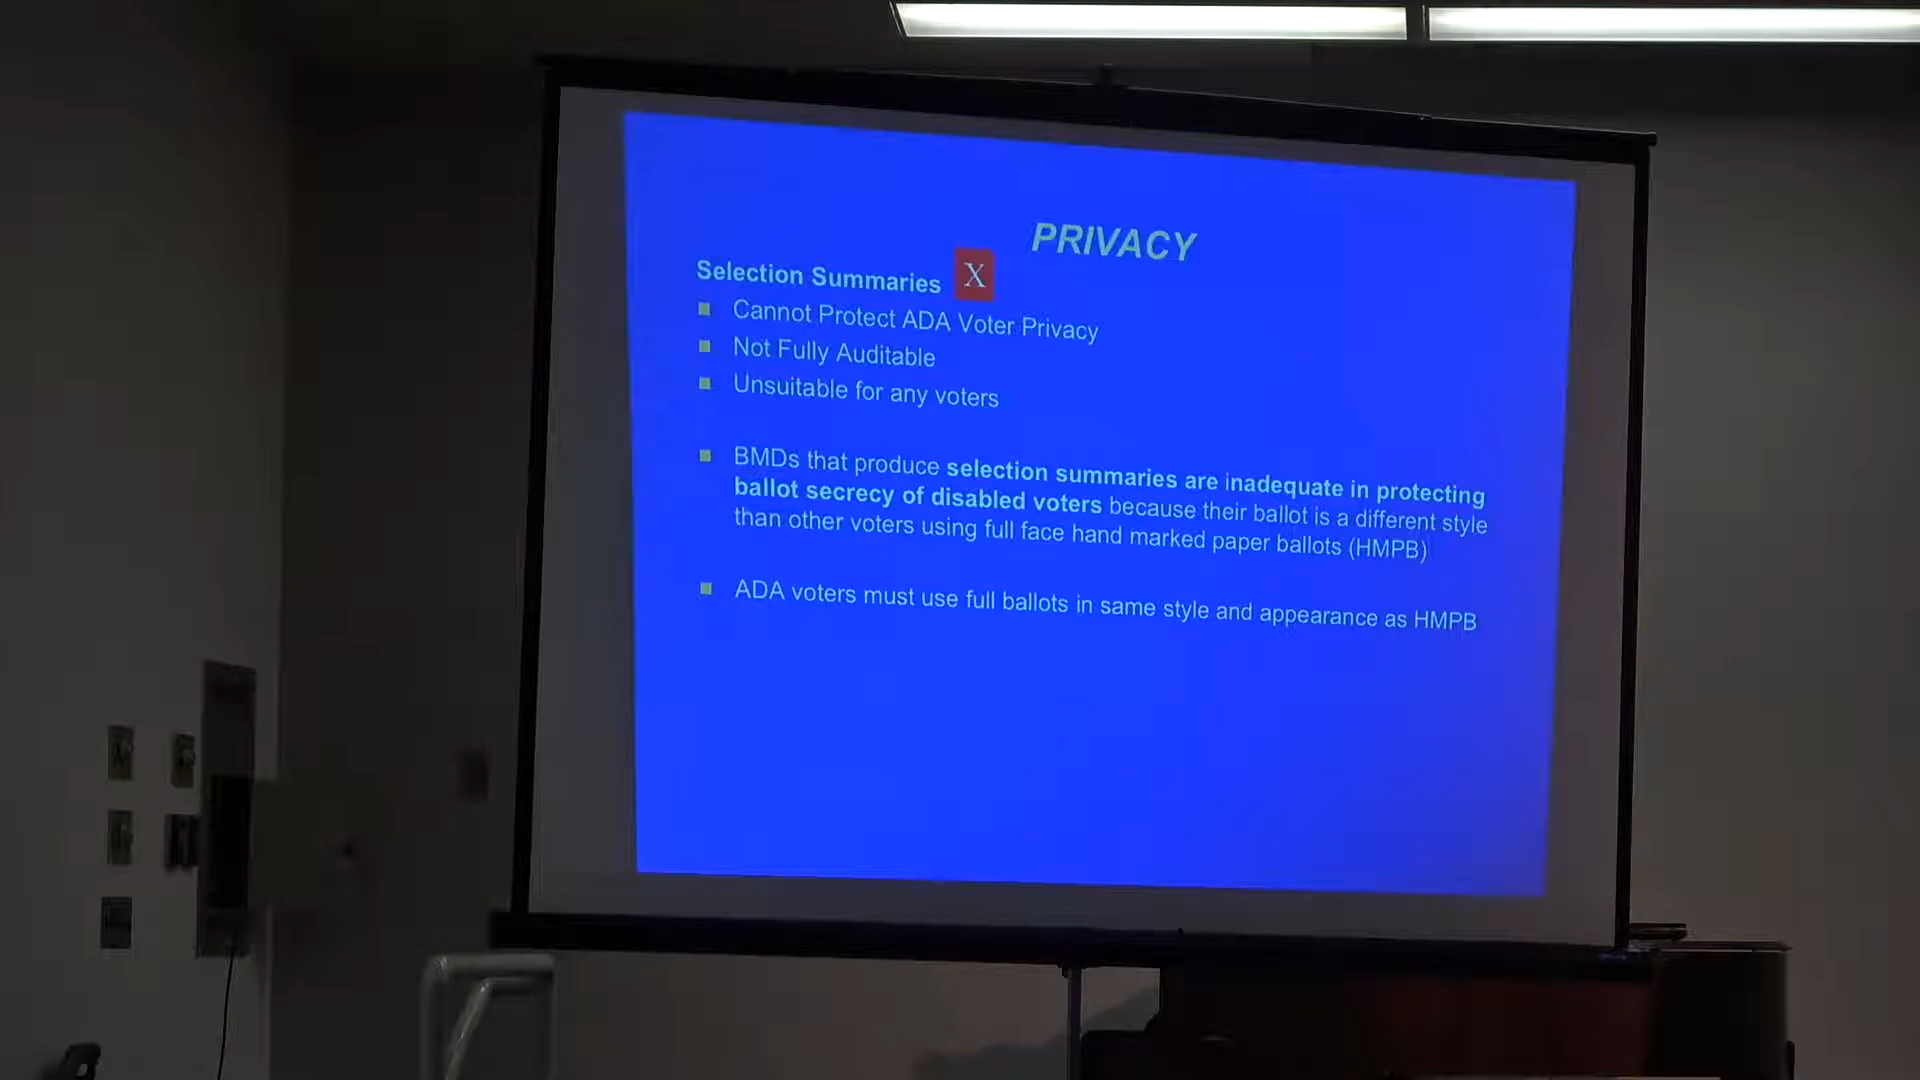 PRIVACY
Selection Summaries X
Cannot Protect ADA Voter Privacy
Not Fully Auditable
Unsuitable for any voters
BMDs that produce selection summaries are inadequate in protecting
ballot secrecy of disabled voters because their ballot is a different style
than other voters using full face hand marked paper ballots (HMPB)
ADA voters must use full ballots in same style and appearance as HMPB